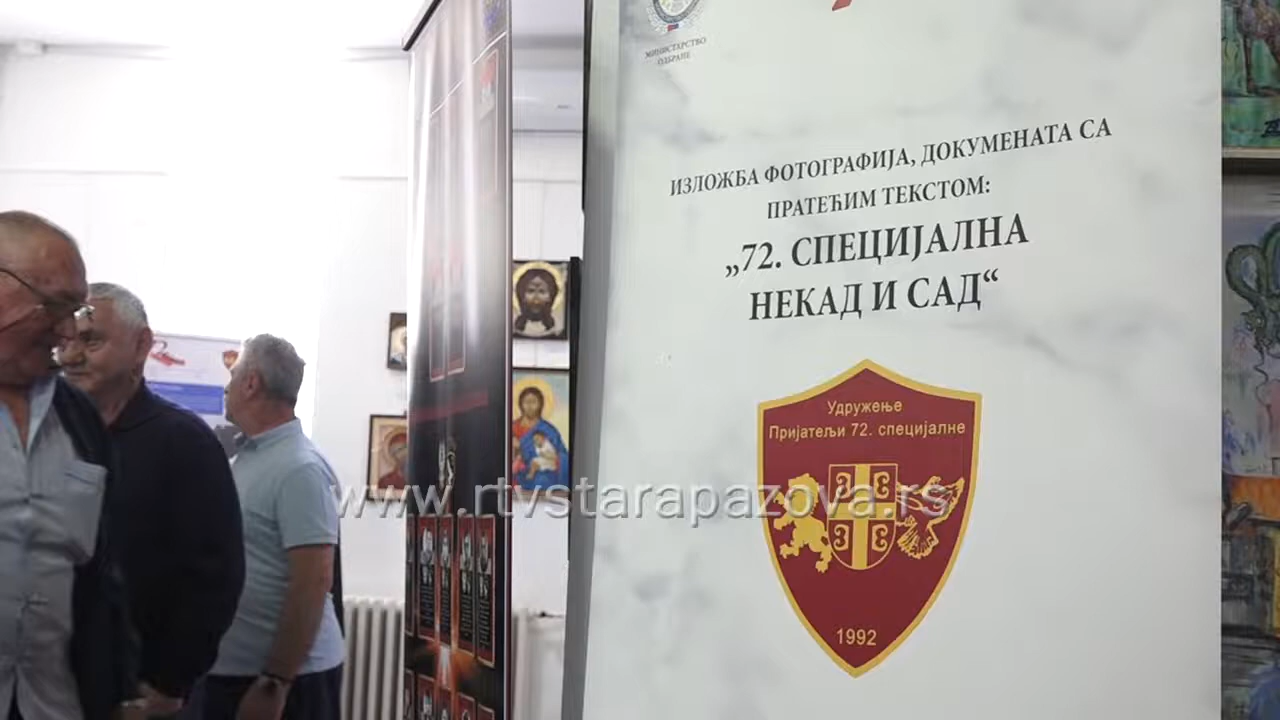 МИНИСТАРСТВО
ОДБРАНЕ
ИЗЛОЖБА ФОТОГРАФИЈА, ДОКУМЕНАТА СА
ПРАТЕЋИМ ТЕКСТОМ:
„72. СПЕЦИЈАЛНА
НЕКАД И САД“
Удружење
Пријатељи 72. специјалне
1992
www.rtvstarapazova.rs